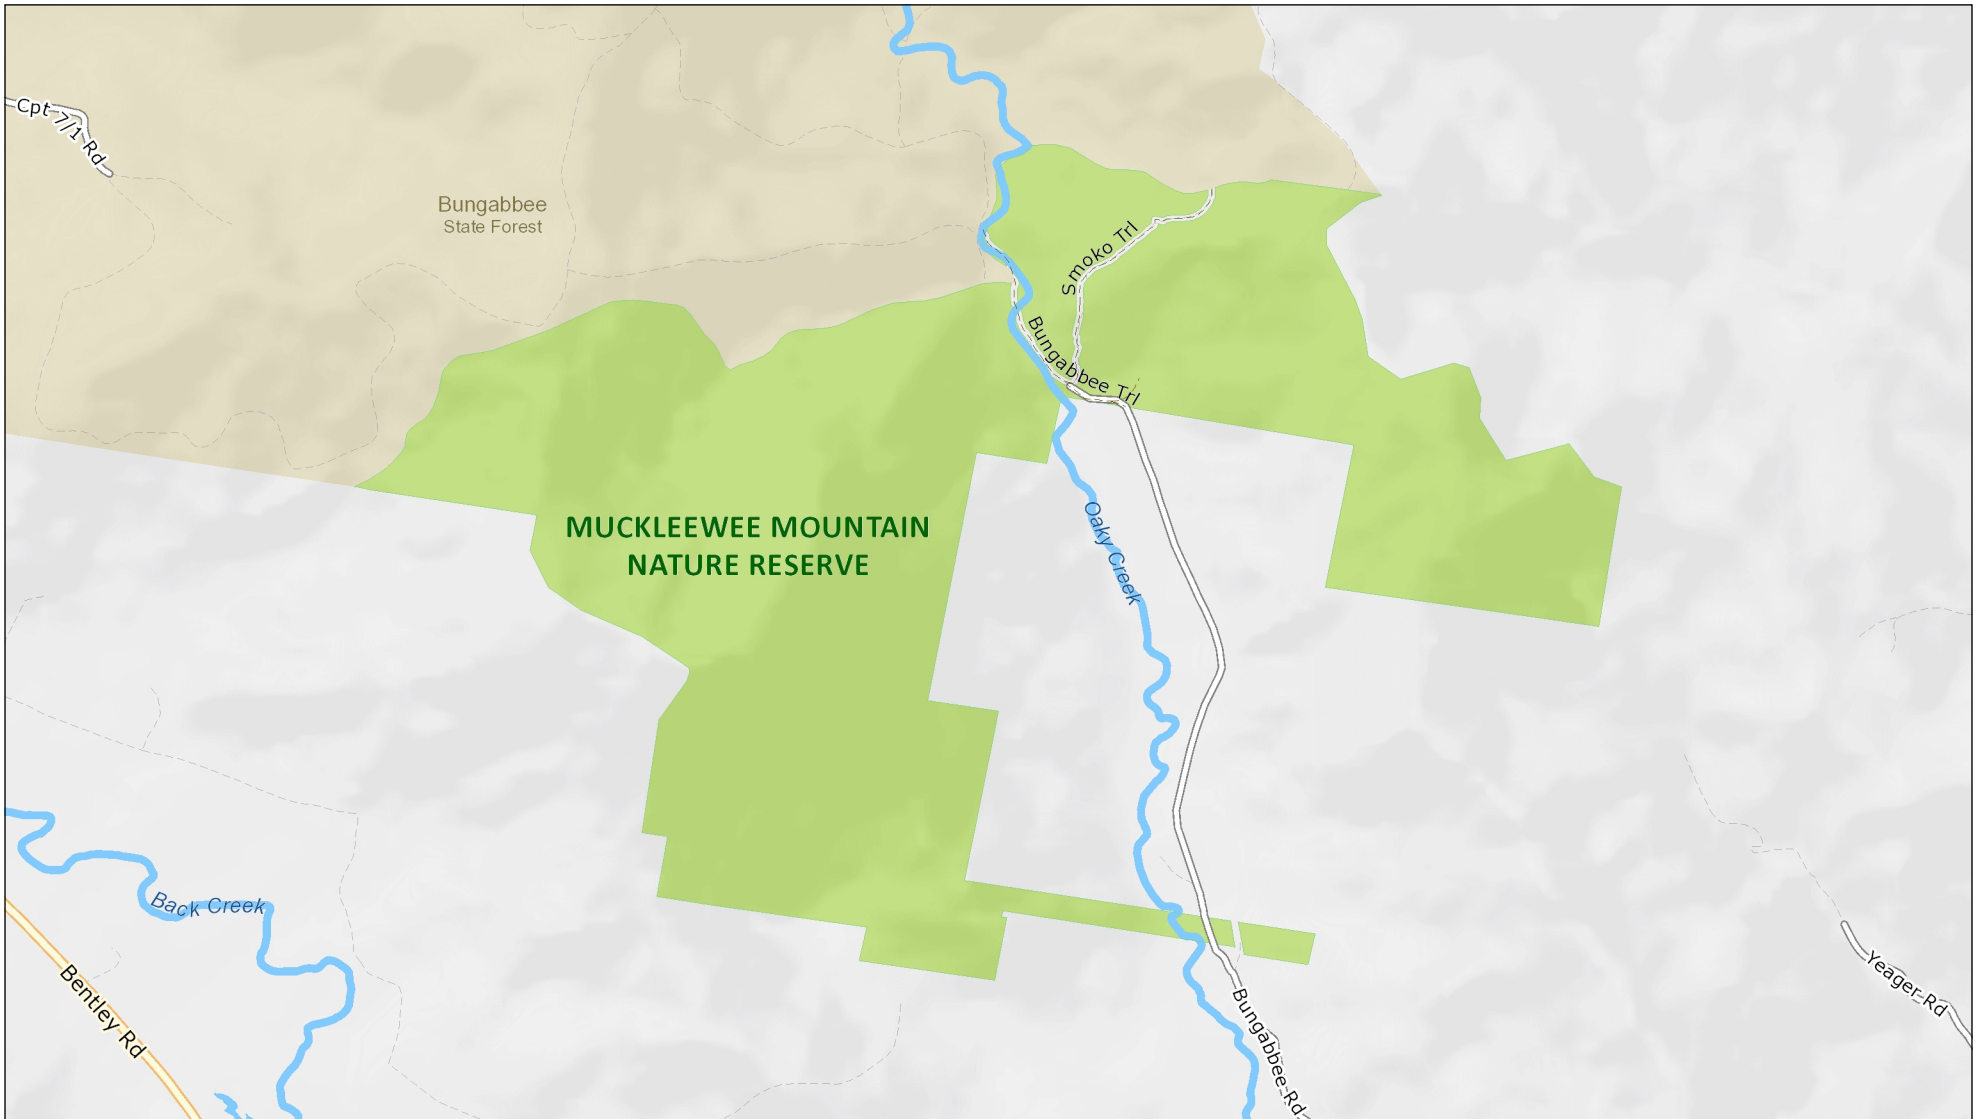 Cpt 7/1 Rd
Bungabbee
State Forest
Smoko Trl
Bungabbee Trl
MUCKLEEWEE MOUNTAIN
NATURE RESERVE
Oaky Creek
Back Creek
Bentley Rd
Yeager Rd
Bungabbee Rd